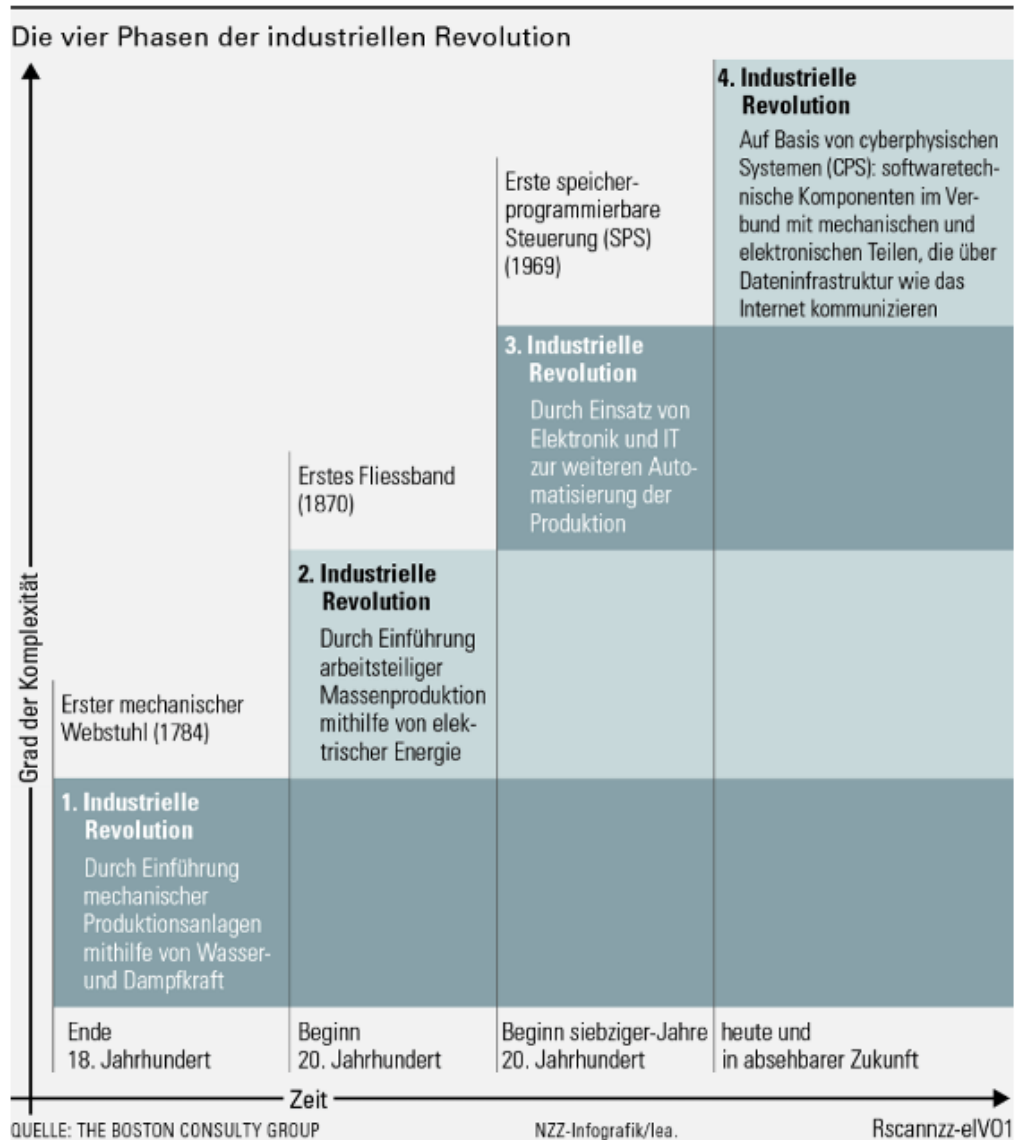 Die vier Phasen der industriellen Revolution
4. Industrielle
Revolution
Auf Basis von cyberphysischen
Systemen (CPS): softwaretech-
nische Komponenten im Ver-
bund mit mechanischen und
elektronischen Teilen, die über
Dateninfrastruktur wie das
Internet kommunizieren
Erste speicher-
programmierbare
Steuerung (SPS)
(1969)
3. Industrielle
Revolution
Durch Einsatz von
Elektronik und IT
zur weiteren Auto-
matisierung der
Produktion
Erstes Fliessband
(1870)
2. Industrielle
Revolution
Durch Einführung
arbeitsteiliger
Massenproduktion
mithilfe von elek-
trischer Energie
Erster mechanischer
Webstuhl (1784)
1. Industrielle
Revolution
Durch Einführung
mechanischer
Produktionsanlagen
mithilfe von Wasser-
und Dampfkraft
Grad der Komplexität
Ende
18. Jahrhundert
Beginn
20. Jahrhundert
Beginn siebziger-Jahre
20. Jahrhundert
heute und
in absehbarer Zukunft
Zeit
QUELLE: THE BOSTON CONSULTY GROUP
NZZ-Infografik/lea.
Rscannzz-eIVO1